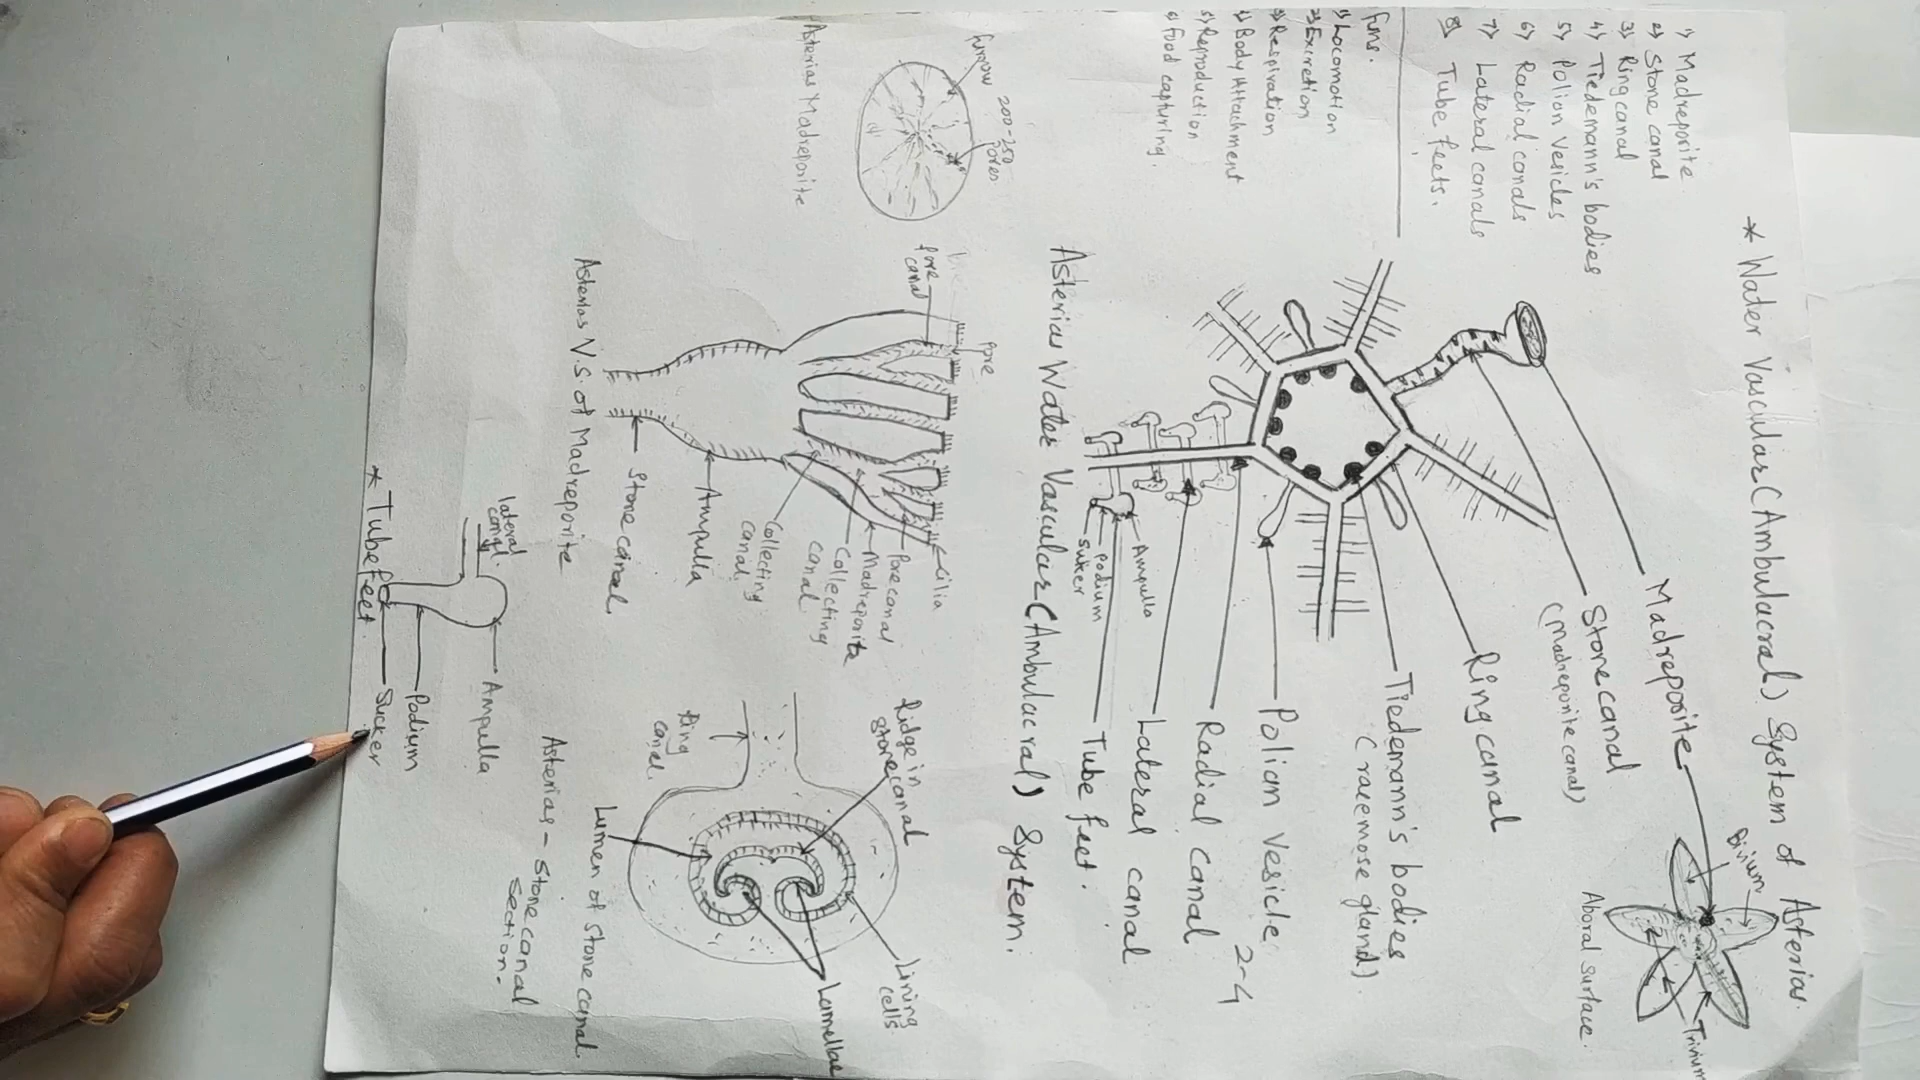 * Water Vascular (Ambulacral) System of Asterias.
1) Madreporite
2) Stone canal
3) Ring canal
4) Tiedemann's bodies
5) Polian vesicles
6) Radial canals
7) Lateral canals
8) Tube feets.
funs.
1) Locomotion
2) Excretion
3) Respiration
4) Body Attachment
5) Reproduction
6) Food capturing.
Madreporite
Stone canal
(madreporite canal)
Ring canal
Tiedemann's bodies
(racemose gland).
Polian vesicle
2-4
Radial canal
Lateral canal
Tube feet.
Ampulla
Podium
suker
Bivium
Trivium
Aboral surface.
Asterias Water Vascular (Ambulacral) System.
furrow
200-250
Pores
Asterias Madreporite
Pore
canal
Pore
Cilia
Pore canal
Madreporite
Collecting
canal
Collecting
canal.
Ampulla
Stone canal.
Asterias V.S. of Madreporite
Ridge in
stone canal
Ring
canal.
Lining
cells
Lamellae
Lumen of stone canal
Asterias - Stone canal
section.
lateral
canal.
Ampulla
Podium
Sucker
* Tube feet.